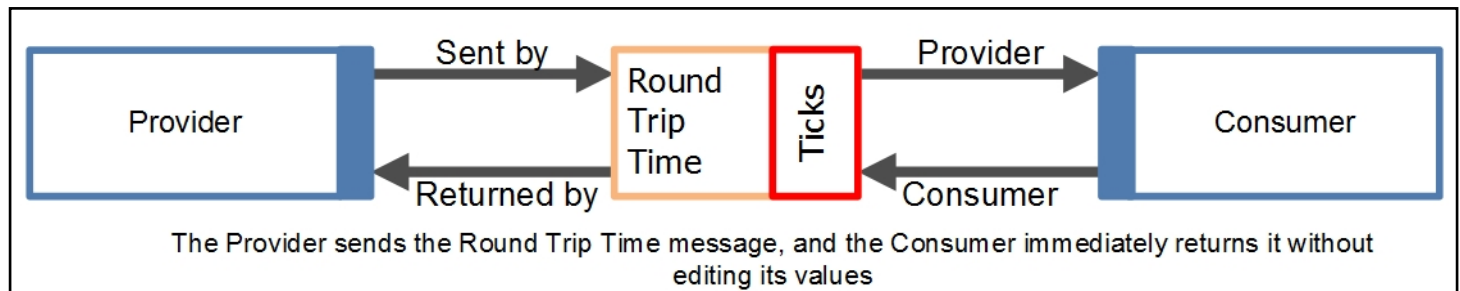 Sent by
Provider
Provider
Round
Trip
Time
Ticks
Consumer
Returned by
Consumer
The Provider sends the Round Trip Time message, and the Consumer immediately returns it without
editing its values